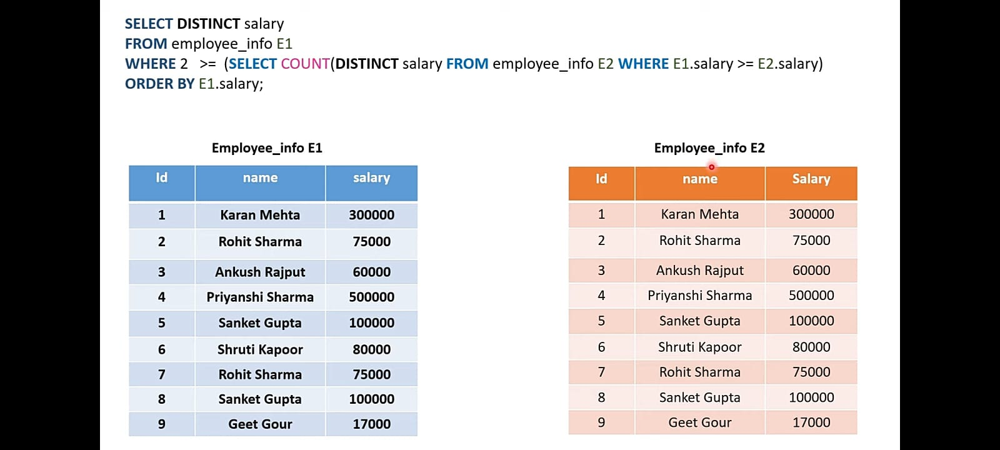 SELECT DISTINCT salary
FROM employee_info E1
WHERE 2 >= (SELECT COUNT(DISTINCT salary FROM employee_info E2 WHERE E1.salary >= E2.salary)
ORDER BY E1.salary;
Employee_info E1
Id name salary
1 Karan Mehta 300000
2 Rohit Sharma 75000
3 Ankush Rajput 60000
4 Priyanshi Sharma 500000
5 Sanket Gupta 100000
6 Shruti Kapoor 80000
7 Rohit Sharma 75000
8 Sanket Gupta 100000
9 Geet Gour 17000
Employee_info E2
Id name Salary
1 Karan Mehta 300000
2 Rohit Sharma 75000
3 Ankush Rajput 60000
4 Priyanshi Sharma 500000
5 Sanket Gupta 100000
6 Shruti Kapoor 80000
7 Rohit Sharma 75000
8 Sanket Gupta 100000
9 Geet Gour 17000